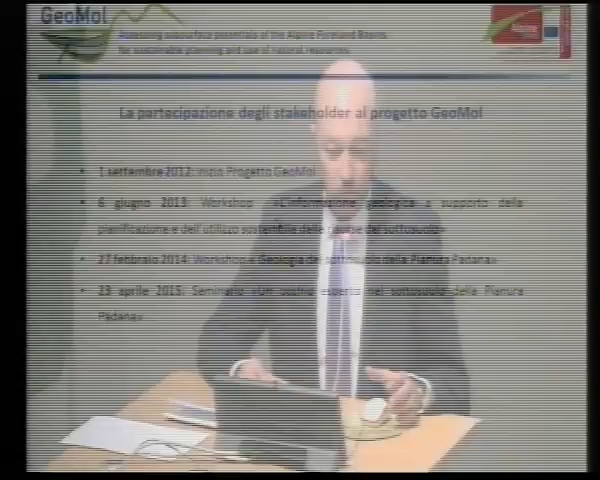 GeoMol
Assessing subsurface potentials of the Alpine Foreland Basins
for sustainable planning and use of natural resources
Alpine
La partecipazione degli stakeholder al progetto GeoMol
• 1 settembre 2012: inizio Progetto GeoMol
• 6 giugno 2013: Workshop «L'informazione geologica a supporto della
pianificazione e dell'utilizzo sostenibile delle risorse del sottosuolo»
• 27 febbraio 2014: Workshop « Geologia del sottosuolo della Pianura Padana»
• 23 aprile 2015: Seminario «Un occhio esperto nel sottosuolo della Pianura
Padana»